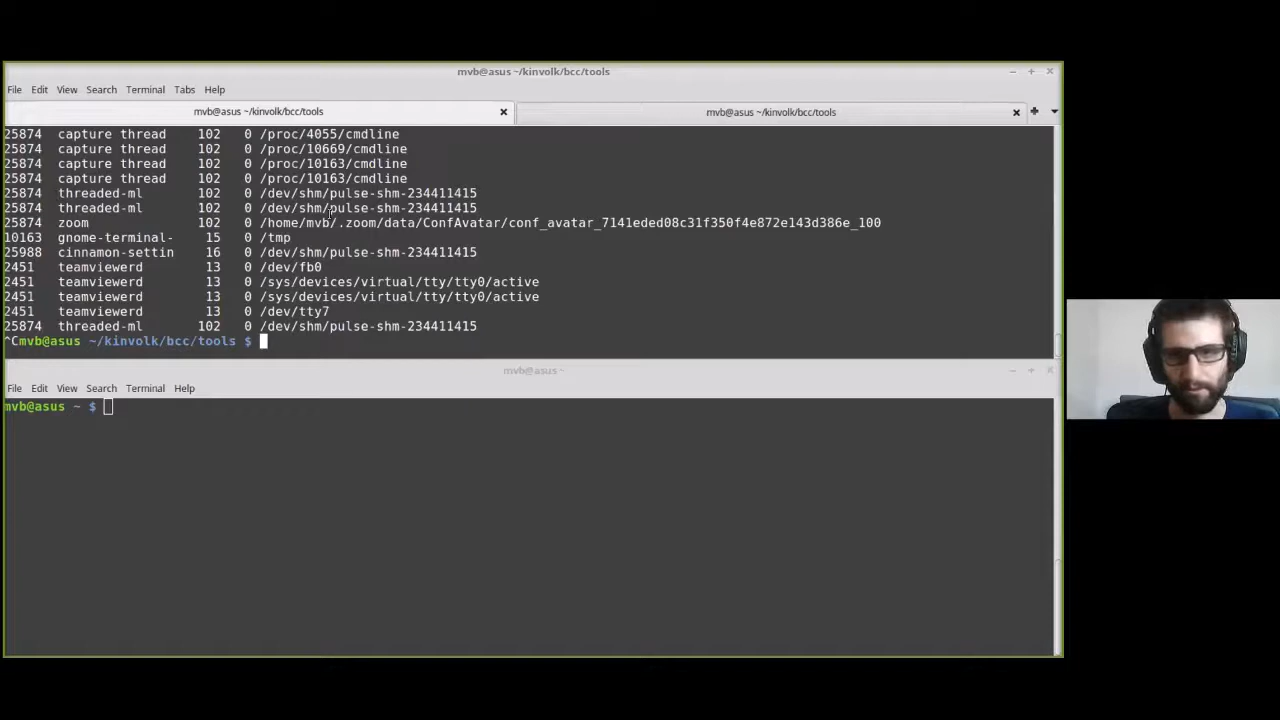 mvb@asus ~/kinvolk/bcc/tools
File Edit View Search Terminal Tabs Help
mvb@asus ~/kinvolk/bcc/tools mvb@asus ~/kinvolk/bcc/tools
25874 capture thread 102 0 /proc/4055/cmdline
25874 capture thread 102 0 /proc/10669/cmdline
25874 capture thread 102 0 /proc/10163/cmdline
25874 capture thread 102 0 /proc/10163/cmdline
25874 threaded-ml 102 0 /dev/shm/pulse-shm-234411415
25874 threaded-ml 102 0 /dev/shm/pulse-shm-234411415
25874 zoom 102 0 /home/mvb/.zoom/data/ConfAvatar/conf_avatar_7141eded08c31f350f4e872e143d386e_100
10163 gnome-terminal- 15 0 /tmp
25988 cinnamon-settin 16 0 /dev/shm/pulse-shm-234411415
2451 teamviewerd 13 0 /dev/fb0
2451 teamviewerd 13 0 /sys/devices/virtual/tty/tty0/active
2451 teamviewerd 13 0 /sys/devices/virtual/tty/tty0/active
2451 teamviewerd 13 0 /dev/tty7
25874 threaded-ml 102 0 /dev/shm/pulse-shm-234411415
^Cmvb@asus ~/kinvolk/bcc/tools $
mvb@asus ~
File Edit View Search Terminal Help
mvb@asus ~ $